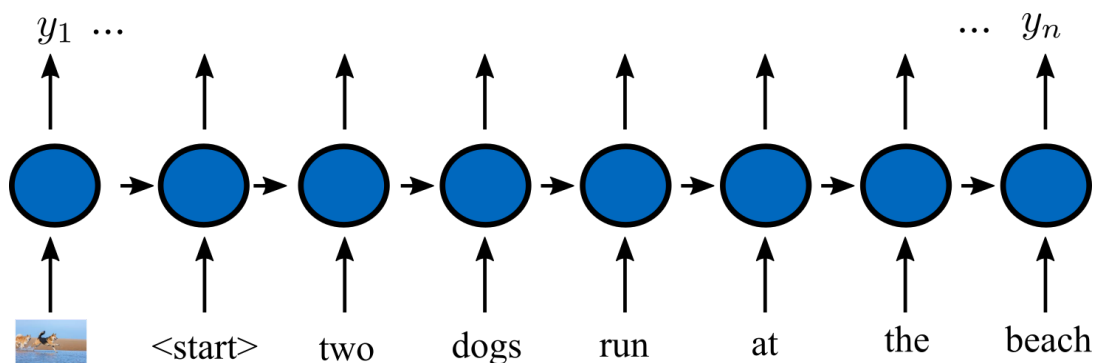 y₁ ... ... yₙ
<start> two dogs run at the beach